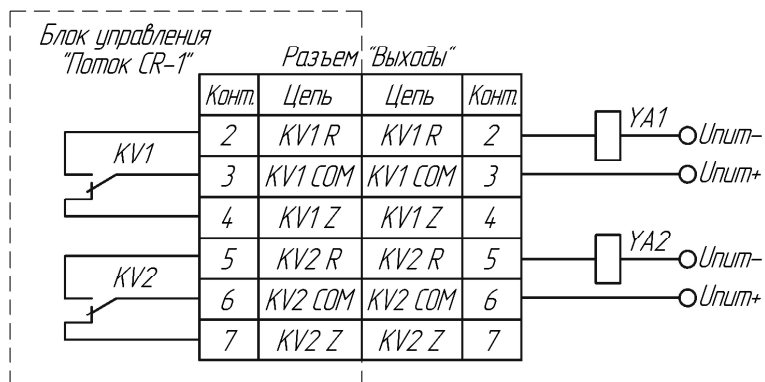 Блок управления
"Поток CR-1"
Разъем "Выходы"
Конт. Цепь Цепь Конт.
2 KV1 R KV1 R 2
3 KV1 COM KV1 COM 3
4 KV1 Z KV1 Z 4
5 KV2 R KV2 R 5
6 KV2 COM KV2 COM 6
7 KV2 Z KV2 Z 7
KV1
KV2
YA1
Uпит-
Uпит+
YA2
Uпит-
Uпит+